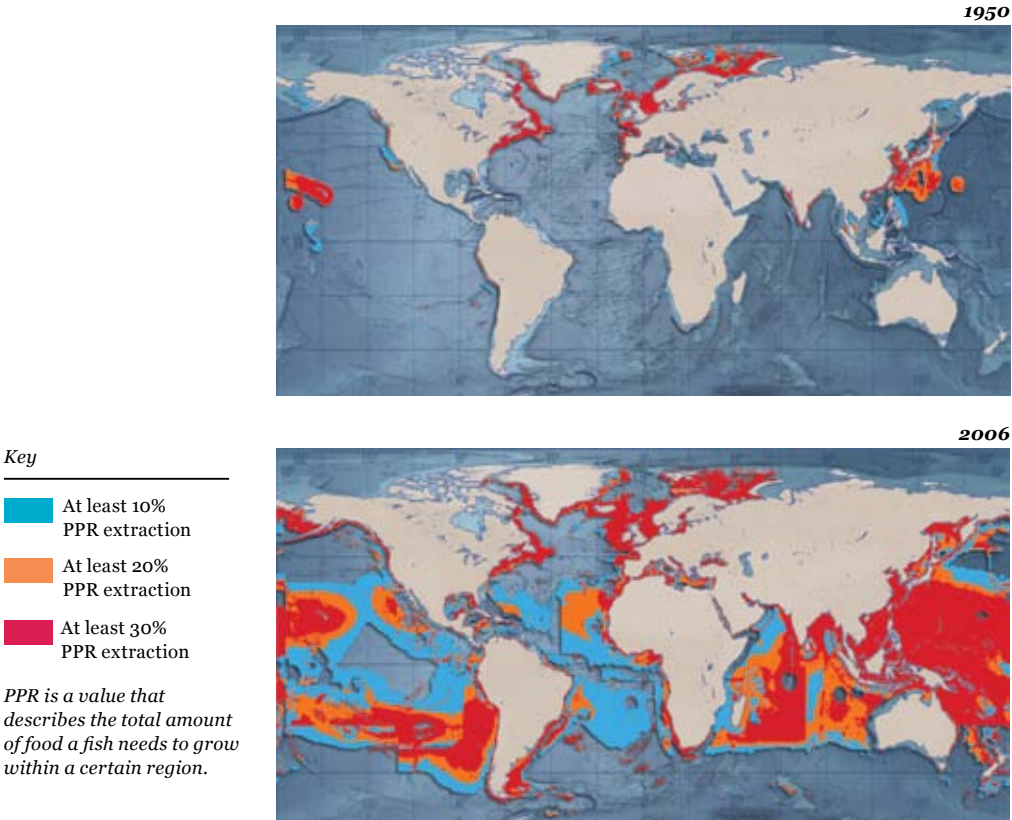 1950
2006
Key
At least 10%
PPR extraction
At least 20%
PPR extraction
At least 30%
PPR extraction
PPR is a value that
describes the total amount
of food a fish needs to grow
within a certain region.